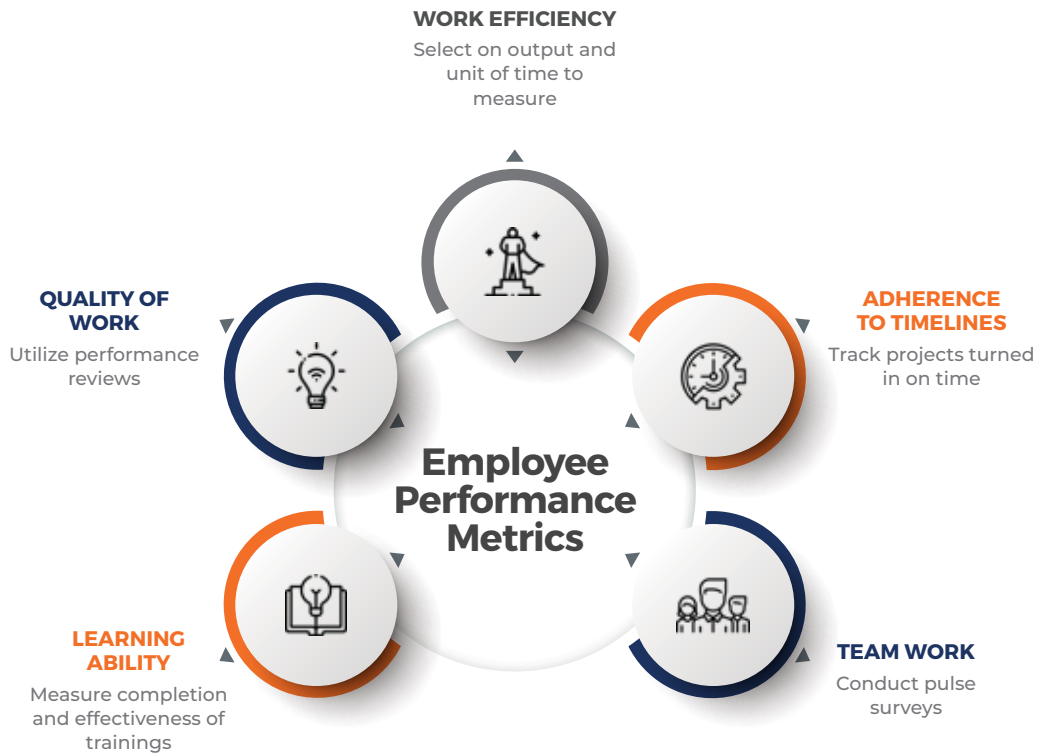 WORK EFFICIENCY
Select on output and
unit of time to
measure
QUALITY OF
WORK
Utilize performance
reviews
ADHERENCE
TO TIMELINES
Track projects turned
in on time
Employee
Performance
Metrics
LEARNING
ABILITY
Measure completion
and effectiveness of
trainings
TEAM WORK
Conduct pulse
surveys